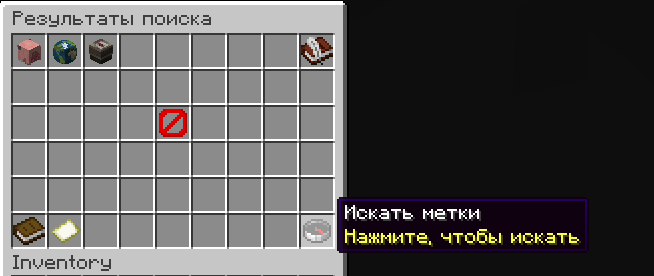 Результаты поиска
Искать метки
Нажмите, чтобы искать
Inventory